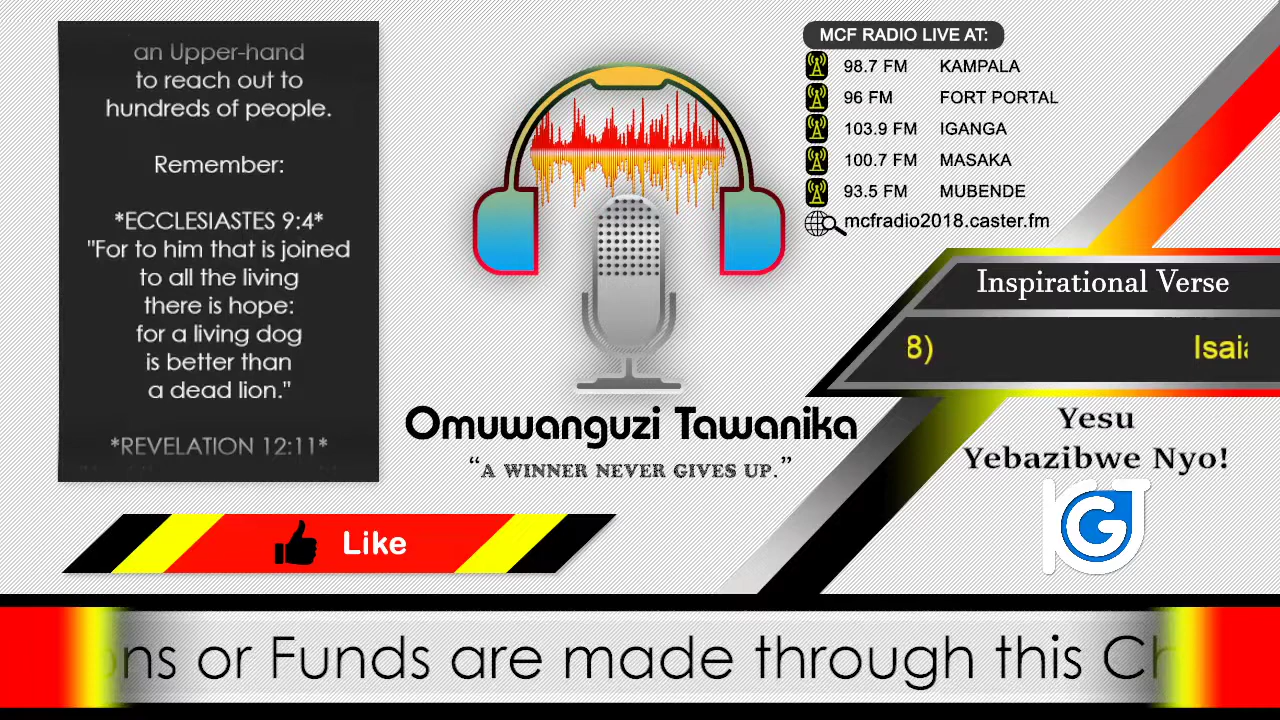 an Upper-hand
to reach out to
hundreds of people.
Remember:
*ECCLESIASTES 9:4*
"For to him that is joined
to all the living
there is hope:
for a living dog
is better than
a dead lion."
*REVELATION 12:11*
Omuwanguzi Tawanika
“A WINNER NEVER GIVES UP.”
MCF RADIO LIVE AT:
98.7 FM KAMPALA
96 FM FORT PORTAL
103.9 FM IGANGA
100.7 FM MASAKA
93.5 FM MUBENDE
mcfradio2018.caster.fm
Inspirational Verse
8)
Yesu
Yebazibwe Nyo!
KGJ
Like
or Funds are made through this